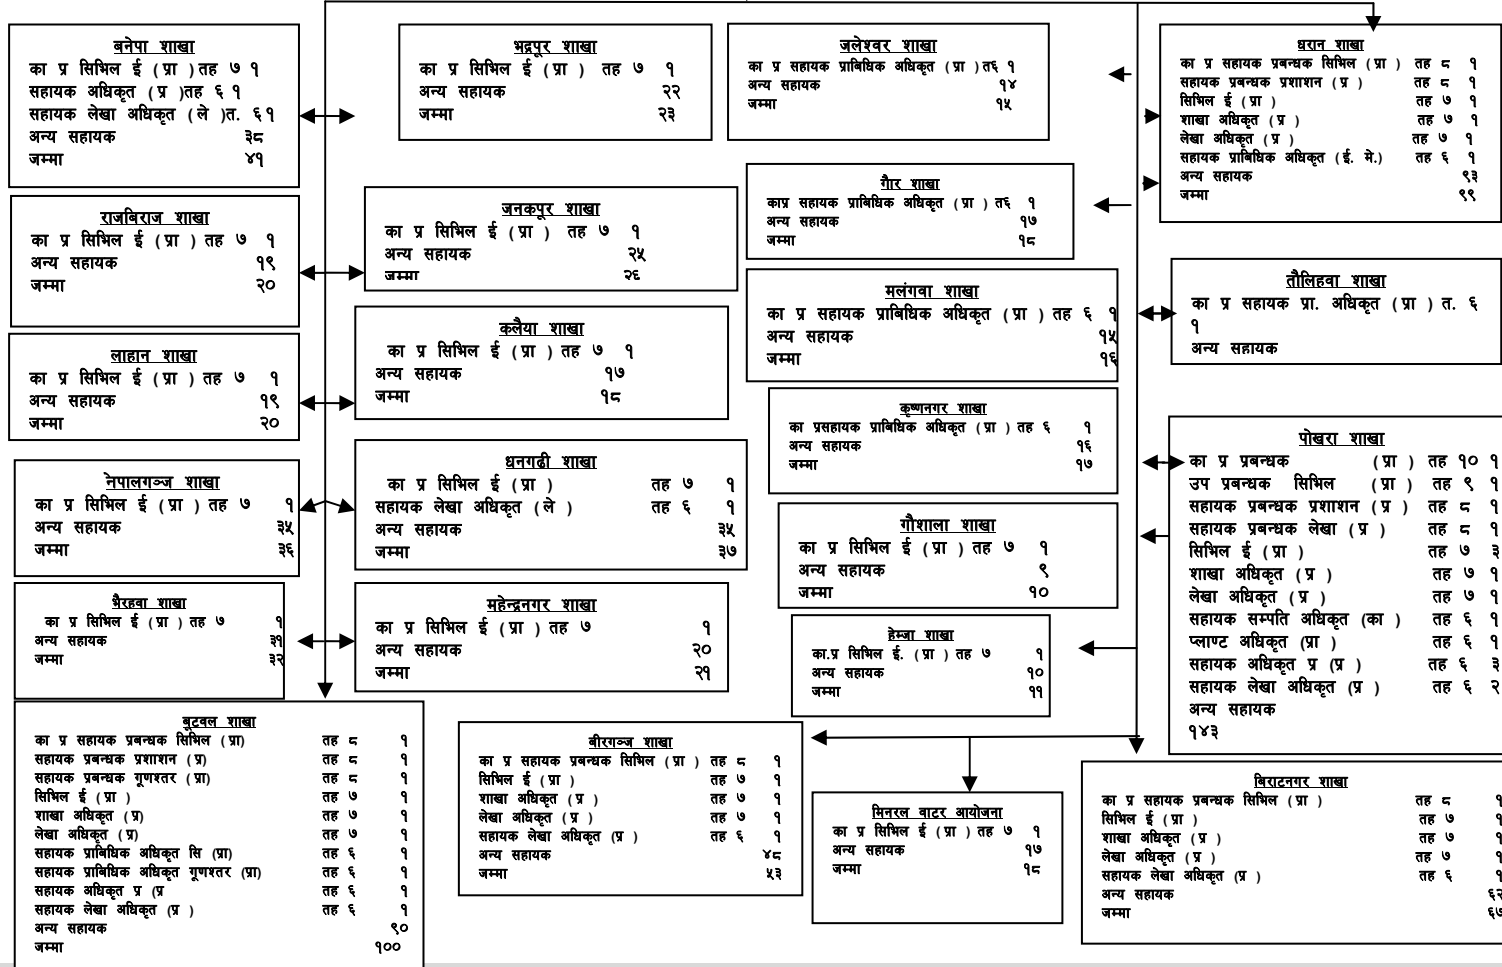 बनेपा शाखा
का प्र सिभिल ई ( प्रा ) तह ७ १
सहायक अधिकृत ( प्र )तह ६ १
सहायक लेखा अधिकृत ( ले )त. ६ १
अन्य सहायक ३८
जम्मा ४१
भद्रपूर शाखा
का प्र सिभिल ई ( प्रा ) तह ७ १
अन्य सहायक २२
जम्मा २३
जलेश्वर शाखा
का प्र सहायक प्राबिधिक अधिकृत ( प्रा ) त६ १
अन्य सहायक १४
जम्मा १५
धरान शाखा
का प्र सहायक प्रबन्धक सिभिल ( प्रा ) तह ८ १
सहायक प्रबन्धक प्रशाशन ( प्र ) तह ८ १
सिभिल ई ( प्रा ) तह ७ १
शाखा अधिकृत ( प्र ) तह ७ १
लेखा अधिकृत ( प्र ) तह ७ १
सहायक प्राबिधिक अधिकृत ( ई. मे.) तह ६ १
अन्य सहायक ९३
जम्मा ९९
राजबिराज शाखा
का प्र सिभिल ई ( प्रा ) तह ७ १
अन्य सहायक १९
जम्मा २०
जनकपूर शाखा
का प्र सिभिल ई ( प्रा ) तह ७ १
अन्य सहायक २५
जम्मा २६
गौर शाखा
काप्र सहायक प्राबिधिक अधिकृत ( प्रा ) त६ १
अन्य सहायक १७
जम्मा १८
मलंगवा शाखा
का प्र सहायक प्राबिधिक अधिकृत ( प्रा ) तह ६ १
अन्य सहायक १५
जम्मा १६
तौलिहवा शाखा
का प्र सहायक प्रा. अधिकृत ( प्रा ) त. ६
१
अन्य सहायक
लाहान शाखा
का प्र सिभिल ई ( प्रा ) तह ७ १
अन्य सहायक १९
जम्मा २०
कलैया शाखा
का प्र सिभिल ई ( प्रा ) तह ७ १
अन्य सहायक १७
जम्मा १८
कृष्णनगर शाखा
का प्रसहायक प्राबिधिक अधिकृत ( प्रा ) तह ६ १
अन्य सहायक १६
जम्मा १७
पोखरा शाखा
का प्र प्रबन्धक ( प्रा ) तह १० १
उप प्रबन्धक सिभिल ( प्रा ) तह ९ १
सहायक प्रबन्धक प्रशाशन ( प्र ) तह ८ १
सहायक प्रबन्धक लेखा ( प्र ) तह ८ १
सिभिल ई ( प्रा ) तह ७ ३
शाखा अधिकृत ( प्र ) तह ७ १
लेखा अधिकृत ( प्र ) तह ७ १
सहायक सम्पति अधिकृत (का ) तह ६ १
प्लाण्ट अधिकृत (प्रा ) तह ६ १
सहायक अधिकृत प्र (प्र ) तह ६ ३
सहायक लेखा अधिकृत (प्र ) तह ६ २
अन्य सहायक
१४३
नेपालगञ्ज शाखा
का प्र सिभिल ई ( प्रा ) तह ७ १
अन्य सहायक ३५
जम्मा ३६
धनगढी शाखा
का प्र सिभिल ई ( प्रा ) तह ७ १
सहायक लेखा अधिकृत ( ले ) तह ६ १
अन्य सहायक ३५
जम्मा ३७
गौशाला शाखा
का प्र सिभिल ई ( प्रा ) तह ७ १
अन्य सहायक ९
जम्मा १०
भैरहवा शाखा
का प्र सिभिल ई ( प्रा ) तह ७ १
अन्य सहायक ३१
जम्मा ३२
महेन्द्रनगर शाखा
का प्र सिभिल ई ( प्रा ) तह ७ १
अन्य सहायक २०
जम्मा २१
हेम्जा शाखा
का.प्र सिभिल ई. ( प्रा ) तह ७ १
अन्य सहायक १०
जम्मा ११
बूटवल शाखा
का प्र सहायक प्रबन्धक सिभिल ( प्रा) तह ८ १
सहायक प्रबन्धक प्रशाशन ( प्र) तह ८ १
सहायक प्रबन्धक गूणश्तर ( प्रा) तह ८ १
सिभिल ई ( प्रा ) तह ७ १
शाखा अधिकृत ( प्र) तह ७ १
लेखा अधिकृत ( प्र) तह ७ १
सहायक प्राबिधिक अधिकृत सि (प्रा) तह ६ १
सहायक प्राबिधिक अधिकृत गूणश्तर (प्रा) तह ६ १
सहायक अधिकृत प्र (प्र तह ६ १
सहायक लेखा अधिकृत (प्र ) तह ६ १
अन्य सहायक ९०
जम्मा १००
बीरगञ्ज शाखा
का प्र सहायक प्रबन्धक सिभिल ( प्रा ) तह ८ १
सिभिल ई ( प्रा ) तह ७ १
शाखा अधिकृत ( प्र ) तह ७ १
लेखा अधिकृत ( प्र ) तह ७ १
सहायक लेखा अधिकृत (प्र ) तह ६ १
अन्य सहायक ४८
जम्मा ५३
मिनरल वाटर आयोजना
का प्र सिभिल ई ( प्रा ) तह ७ १
अन्य सहायक १७
जम्मा १८
बिराटनगर शाखा
का प्र सहायक प्रबन्धक सिभिल ( प्रा ) तह ८ १
सिभिल ई ( प्रा ) तह ७ १
शाखा अधिकृत ( प्र ) तह ७ १
लेखा अधिकृत ( प्र ) तह ७ १
सहायक लेखा अधिकृत (प्र ) तह ६ १
अन्य सहायक ६२
जम्मा ६७